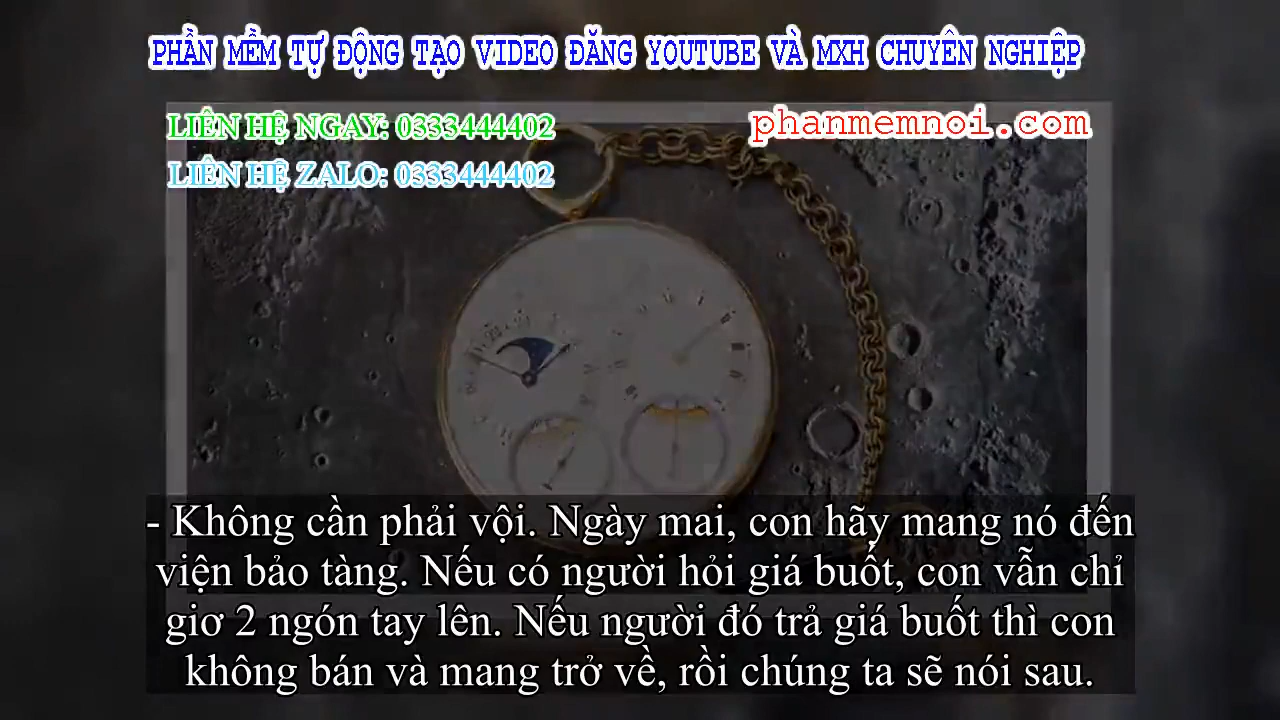 PHẦN MỀM TỰ ĐỘNG TẠO VIDEO ĐĂNG YOUTUBE VÀ MXH CHUYÊN NGHIỆP
LIÊN HỆ NGAY: 0333444402
phanmemnoi.com
LIÊN HỆ ZALO: 0333444402
- Không cần phải vội. Ngày mai, con hãy mang nó đến
viện bảo tàng. Nếu có người hỏi giá buốt, con vẫn chỉ
giơ 2 ngón tay lên. Nếu người đó trả giá buốt thì con
không bán và mang trở về, rồi chúng ta sẽ nói sau.